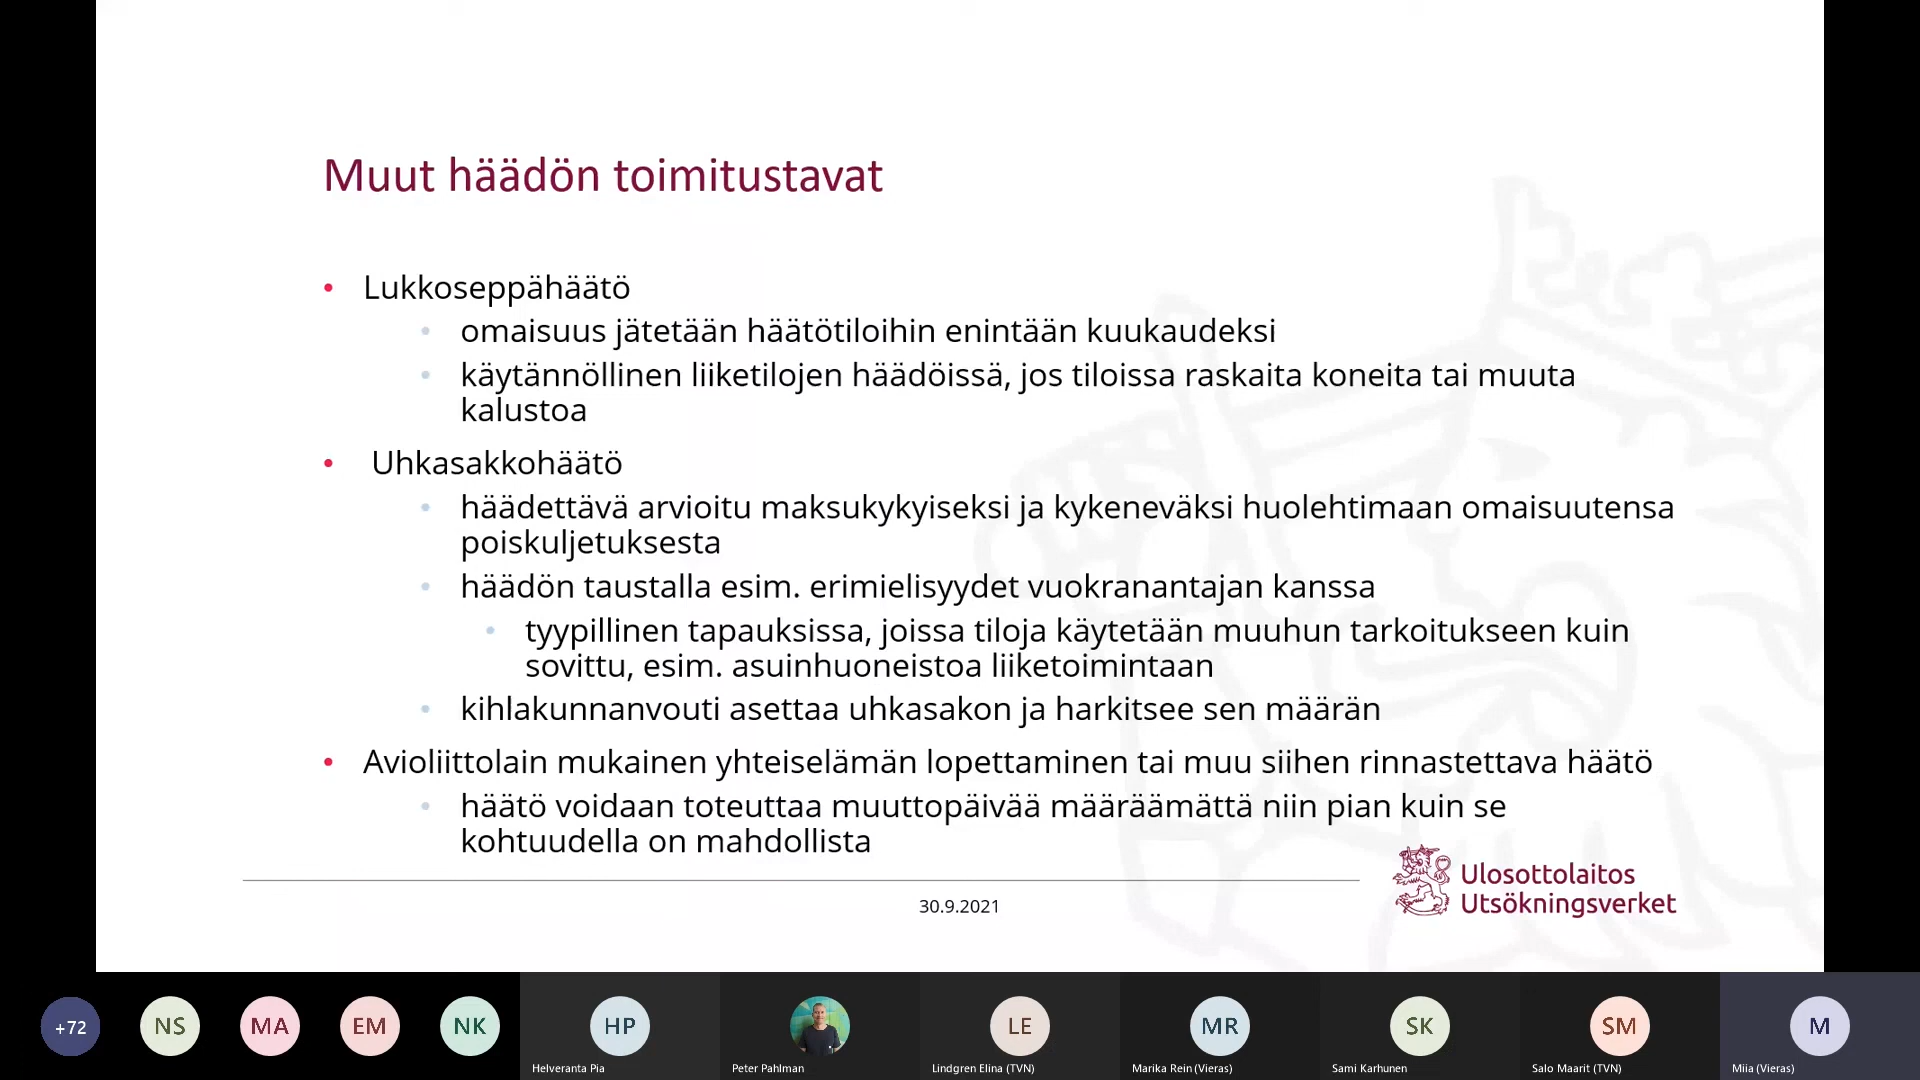 Muut häädön toimitustavat
• Lukkoseppähäätö
• omaisuus jätetään häätötiloihin enintään kuukaudeksi
• käytännöllinen liiketilojen häädöissä, jos tiloissa raskaita koneita tai muuta
kalustoa
• Uhkasakkohäätö
• häädettävä arvioitu maksukykyiseksi ja kykeneväksi huolehtimaan omaisuutensa
poiskuljetuksesta
• häädön taustalla esim. erimielisyydet vuokranantajan kanssa
• tyypillinen tapauksissa, joissa tiloja käytetään muuhun tarkoitukseen kuin
sovittu, esim. asuinhuoneistoa liiketoimintaan
• kihlakunnanvouti asettaa uhkasakon ja harkitsee sen määrän
• Avioliittolain mukainen yhteiselämän lopettaminen tai muu siihen rinnastettava häätö
• häätö voidaan toteuttaa muuttopäivää määräämättä niin pian kuin se
kohtuudella on mahdollista
Ulosottolaitos
Utsökningsverket
30.9.2021
+72 NS MA EM NK HP LE MR SK SM M
Helveranta Pia Peter Pahlman Lindgren Elina (TVN) Marika Rein (Vieras) Sami Karhunen Salo Maarit (TVN) Miia (Vieras)